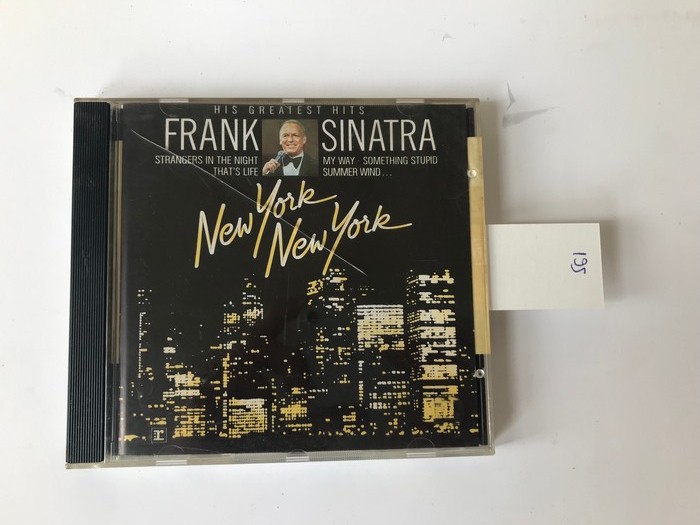 HIS GREATEST HITS
FRANK SINATRA
STRANGERS IN THE NIGHT
THAT'S LIFE
MY WAY · SOMETHING STUPID
SUMMER WIND...
New York
New York
195